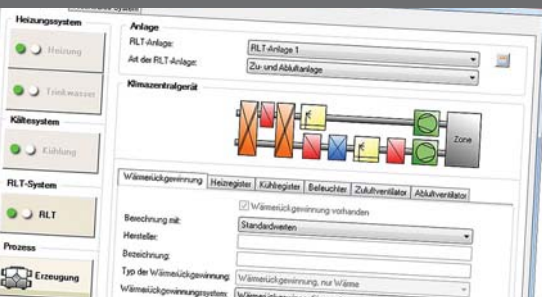 System
Heizungssystem
Heizung
Trinkwasser
Kältesystem
Kühlung
RLT-System
RLT
Prozess
Erzeugung
Anlage
RLT-Anlage: RLT-Anlage 1
Art der RLT-Anlage: Zu- und Abluftanlage
Klimazentralgerät
Zone
Wärmerückgewinnung Heizregister Kühlregister Befeuchter Zuluftventilator Abluftventilator
Wärmerückgewinnung vorhanden
Berechnung mit: Standardwerten
Hersteller:
Bezeichnung:
Typ der Wärmerückgewinnung: Wärmerückgewinnung, nur Wärme
Wärmerückgewinnungssystem: